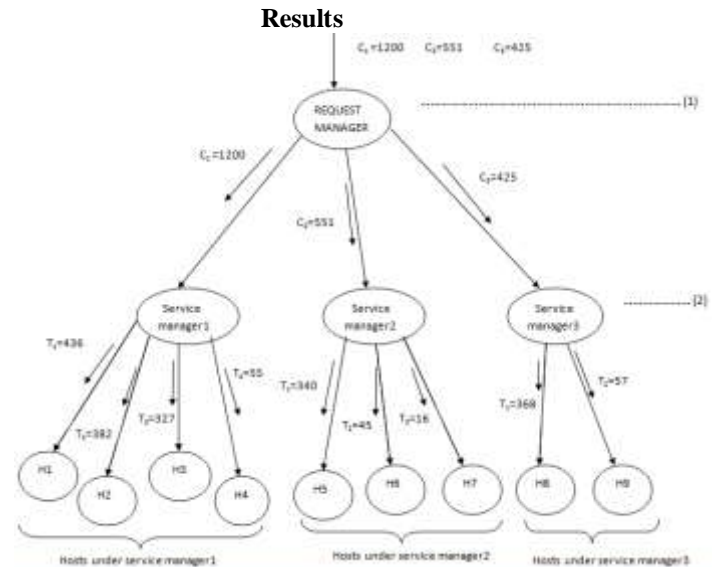 Results
C₁=1200 C₂=551 C₃=425
REQUEST
MANAGER
(1)
C₁=1200
C₂=551
C₃=425
(2)
Service
manager1
Service
manager2
Service
manager3
T₁=436
T₂=382
T₃=327
T₄=55
T₁=340
T₂=45
T₃=16
T₁=368
T₂=57
H1
H2
H3
H4
H5
H6
H7
H8
H9
Hosts under service manager1
Hosts under service manager2
Hosts under service manager3